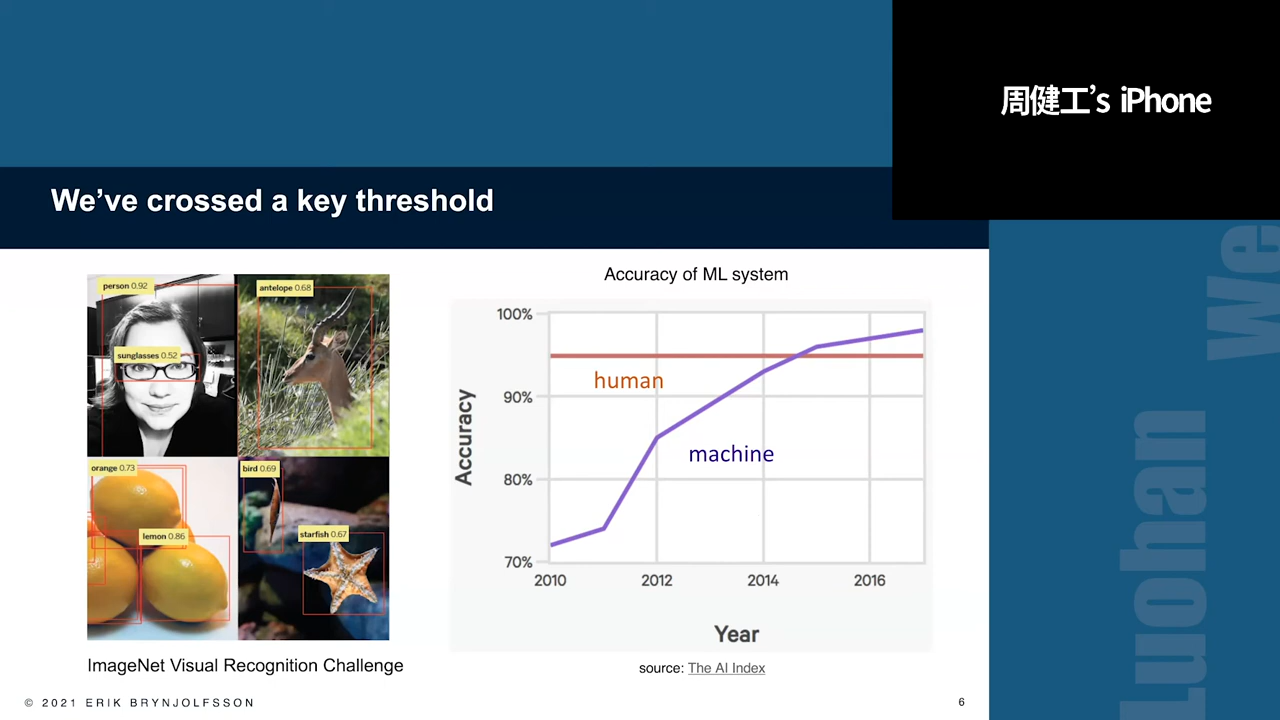 周健工's iPhone
We've crossed a key threshold
person 0.92
sunglasses 0.52
antelope 0.68
orange 0.73
lemon 0.86
bird 0.69
starfish 0.67
ImageNet Visual Recognition Challenge
Accuracy of ML system
100%
90%
80%
70%
Accuracy
human
machine
2010 2012 2014 2016
Year
source: The AI Index
© 2021 ERIK BRYNJOLFSSON
6
We
Luohan